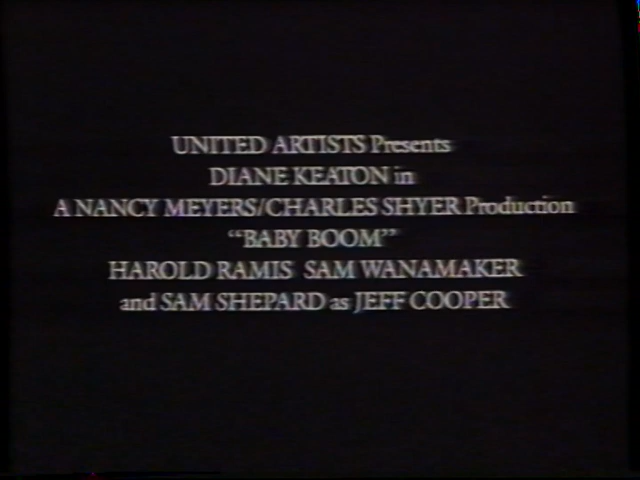 UNITED ARTISTS Presents
DIANE KEATON in
A NANCY MEYERS/CHARLES SHYER Production
“BABY BOOM”
HAROLD RAMIS SAM WANAMAKER
and SAM SHEPARD as JEFF COOPER